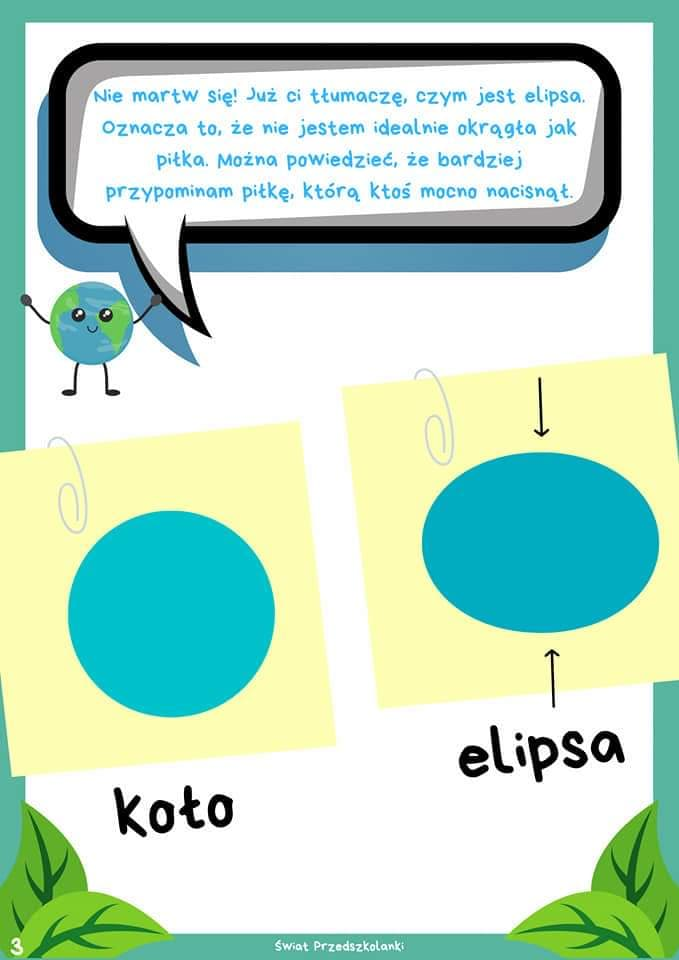 Nie martw się! Już ci tłumaczę, czym jest elipsa.
Oznacza to, że nie jestem idealnie okrągła jak
piłka. Można powiedzieć, że bardziej
przypominam piłkę, którą ktoś mocno nacisnął.
elipsa
koło
3
Świat Przedszkolanki